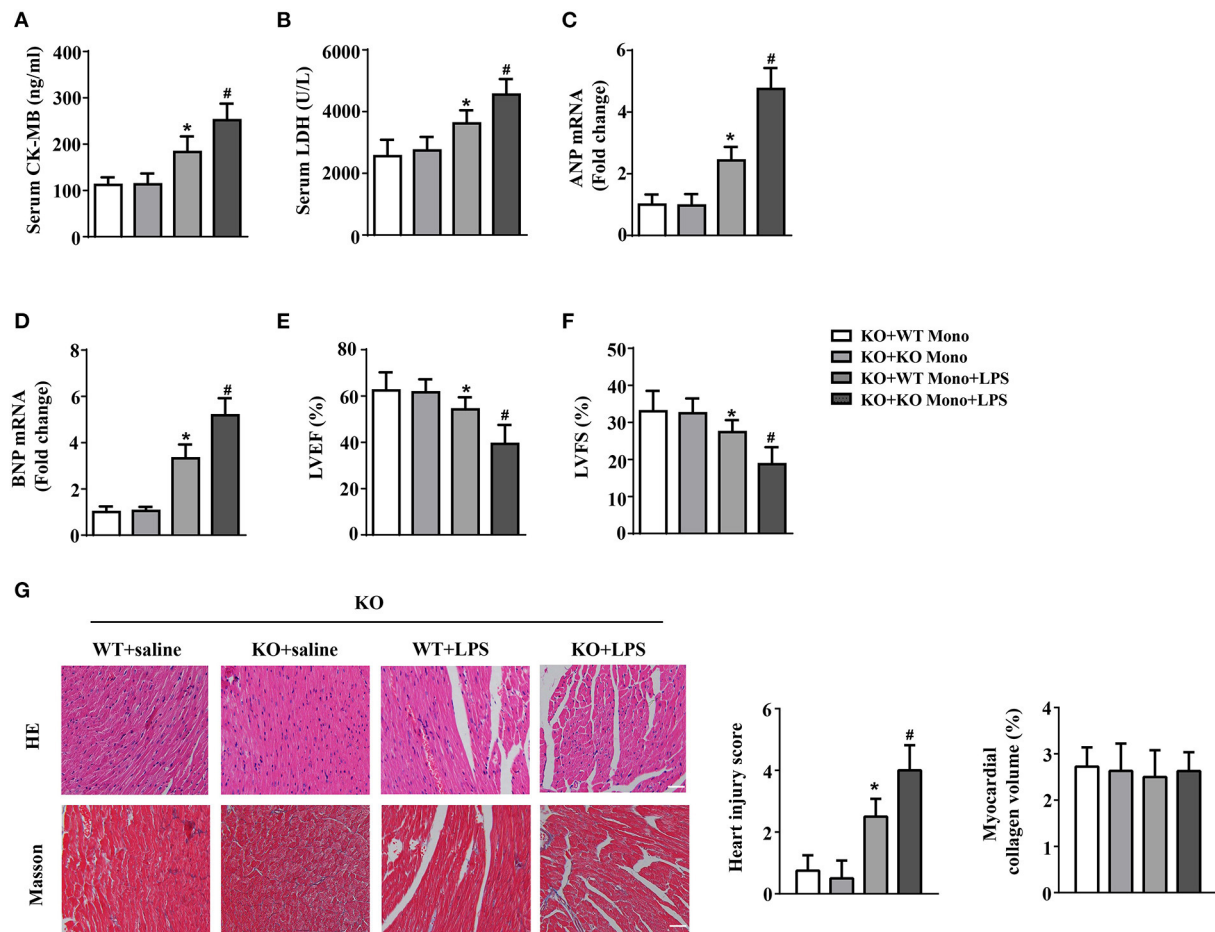 A
Serum CK-MB (ng/ml)
400
300
200
100
0
*
#
B
Serum LDH (U/L)
6000
4000
2000
0
*
#
C
ANP mRNA
(Fold change)
6
4
2
0
*
#
D
BNP mRNA
(Fold change)
8
6
4
2
0
*
#
E
LVEF (%)
80
60
40
20
0
*
#
F
LVFS (%)
50
40
30
20
10
0
*
#
KO+WT Mono
KO+KO Mono
KO+WT Mono+LPS
KO+KO Mono+LPS
G
KO
WT+saline KO+saline WT+LPS KO+LPS
HE
Masson
Heart injury score
6
4
2
0
*
#
Myocardial
collagen volume (%)
4
3
2
1
0